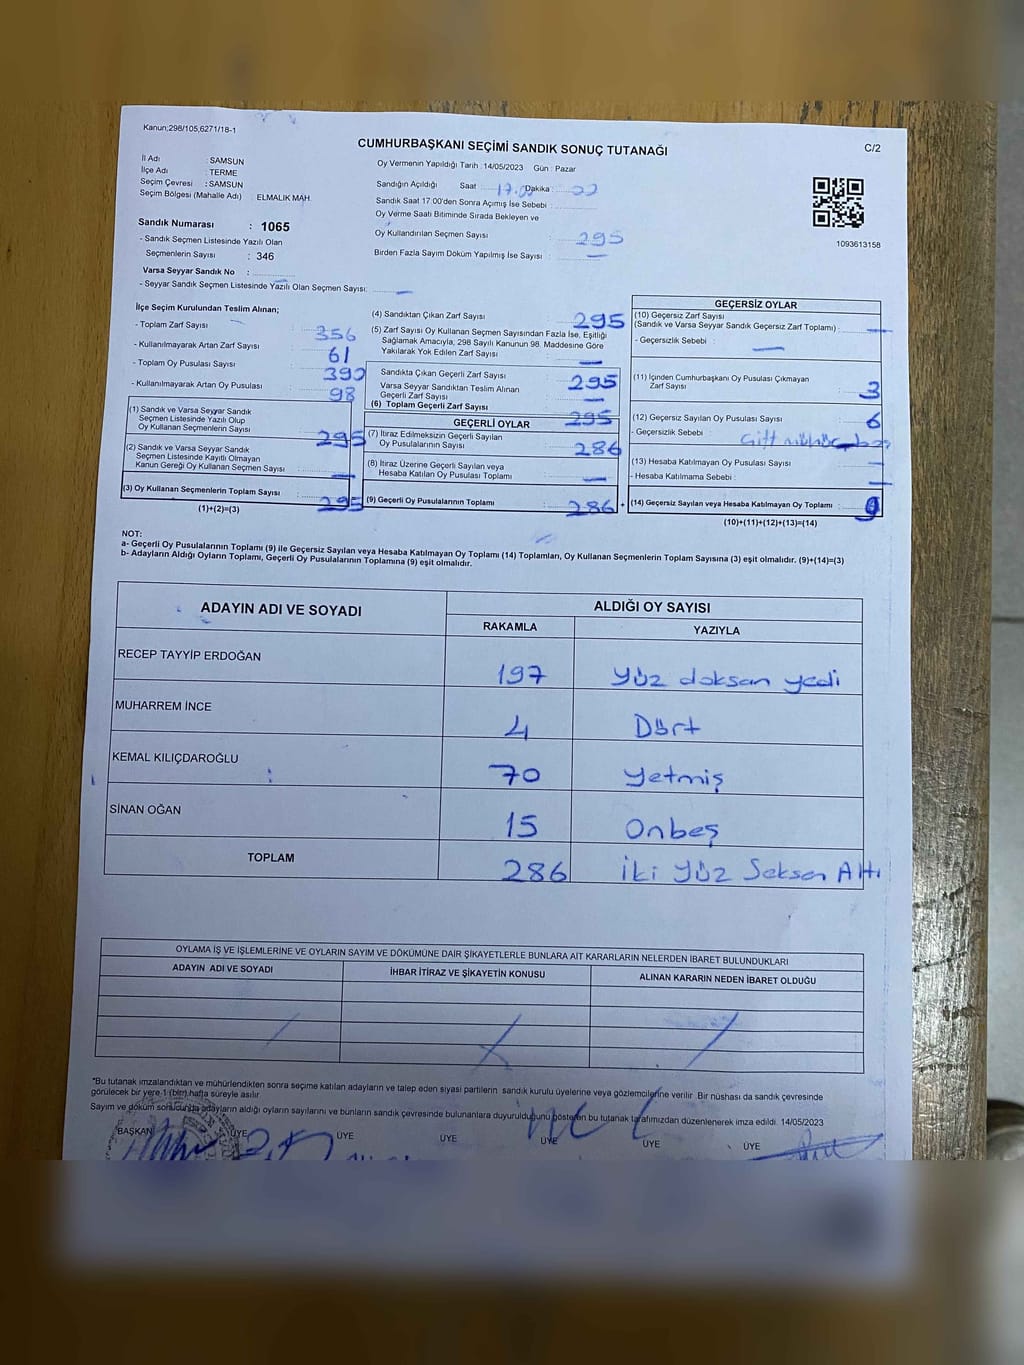 Kanun;298/105,6271/18-1
CUMHURBAŞKANI SEÇİMİ SANDIK SONUÇ TUTANAĞI
C/2
İl Adı : SAMSUN
İlçe Adı : TERME
Seçim Çevresi : SAMSUN
Seçim Bölgesi (Mahalle Adı) ELMALIK MAH.
Sandık Numarası : 1065
- Sandık Seçmen Listesinde Yazılı Olan
Seçmenlerin Sayısı : 346
Varsa Seyyar Sandık No :
- Seyyar Sandık Seçmen Listesinde Yazılı Olan Seçmen Sayısı: —
Oy Vermenin Yapıldığı Tarih : 14/05/2023 Gün : Pazar
Sandığın Açıldığı Saat Dakika :
Sandık Saat 17.00'den Sonra Açımış İse Sebebi :
Oy Verme Saati Bitiminde Sırada Bekleyen ve
Oy Kullandırılan Seçmen Sayısı : 295
Birden Fazla Sayım Döküm Yapılmış İse Sayısı : —
1093613158
İlçe Seçim Kurulundan Teslim Alınan;
- Toplam Zarf Sayısı : 356
- Kullanılmayarak Artan Zarf Sayısı : 61
- Toplam Oy Pusulası Sayısı : 390
- Kullanılmayarak Artan Oy Pusulası : 98
(1) Sandık ve Varsa Seyyar Sandık
Seçmen Listesinde Yazılı Olup
Oy Kullanan Seçmenlerin Sayısı : 295
(2) Sandık ve Varsa Seyyar Sandık
Seçmen Listesinde Kayıtlı Olmayan
Kanun Gereği Oy Kullanan Seçmen Sayısı : —
(3) Oy Kullanan Seçmenlerin Toplam Sayısı : 295
(1)+(2)=(3)
(4) Sandıktan Çıkan Zarf Sayısı : 295
(5) Zarf Sayısı Oy Kullanan Seçmen Sayısından Fazla İse, Eşitliği
Sağlamak Amacıyla, 298 Sayılı Kanunun 98. Maddesine Göre
Yakılarak Yok Edilen Zarf Sayısı : —
Sandıkta Çıkan Geçerli Zarf Sayısı : 295
Varsa Seyyar Sandıktan Teslim Alınan
Geçerli Zarf Sayısı : —
(6) Toplam Geçerli Zarf Sayısı : 295
GEÇERLİ OYLAR
(7) İtiraz Edilmeksizin Geçerli Sayılan
Oy Pusulalarının Sayısı : 286
(8) İtiraz Üzerine Geçerli Sayılan veya
Hesaba Katılan Oy Pusulası Toplamı : —
(9) Geçerli Oy Pusulalarının Toplamı : 286 +
GEÇERSİZ OYLAR
(10) Geçersiz Zarf Sayısı
(Sandık ve Varsa Seyyar Sandık Geçersiz Zarf Toplamı) : —
- Geçersizlik Sebebi : —
(11) İçinden Cumhurbaşkanı Oy Pusulası Çıkmayan
Zarf Sayısı : 3
(12) Geçersiz Sayılan Oy Pusulası Sayısı : 6
- Geçersizlik Sebebi :
(13) Hesaba Katılmayan Oy Pusulası Sayısı : —
- Hesaba Katılmama Sebebi : —
(14) Geçersiz Sayılan veya Hesaba Katılmayan Oy Toplamı : 9
(10)+(11)+(12)+(13)=(14)
NOT:
a- Geçerli Oy Pusulalarının Toplamı (9) ile Geçersiz Sayılan veya Hesaba Katılmayan Oy Toplamı (14) Toplamları, Oy Kullanan Seçmenlerin Toplam Sayısına (3) eşit olmalıdır. (9)+(14)=(3)
b- Adayların Aldığı Oyların Toplamı, Geçerli Oy Pusulalarının Toplamına (9) eşit olmalıdır.
ADAYIN ADI VE SOYADI ALDIĞI OY SAYISI
RAKAMLA YAZIYLA
RECEP TAYYİP ERDOĞAN 197 Yüz doksan yedi
MUHARREM İNCE 4 Dört
KEMAL KILIÇDAROĞLU 70 Yetmiş
SİNAN OĞAN 15 Onbeş
TOPLAM 286 İki Yüz Seksen Altı
OYLAMA İŞ VE İŞLEMLERİNE VE OYLARIN SAYIM VE DÖKÜMÜNE DAİR ŞİKAYETLERLE BUNLARA AİT KARARLARIN NELERDEN İBARET BULUNDUKLARI
ADAYIN ADI VE SOYADI İHBAR İTİRAZ VE ŞİKAYETİN KONUSU ALINAN KARARIN NEDEN İBARET OLDUĞU
*Bu tutanak imzalandıktan ve mühürlendikten sonra seçime katılan adayların ve talep eden siyasi partilerin sandık kurulu üyelerine veya gözlemcilerine verilir. Bir nüshası da sandık çevresinde
görülecek bir yere 1 (bir) hafta süreyle asılır.
Sayım ve döküm sonucunda adayların aldığı oyların sayılarını ve bunların sandık çevresinde bulunanlara duyurulduğunu gösteren bu tutanak tarafımızdan düzenlenerek imza edildi. 14/05/2023
BAŞKAN ÜYE ÜYE ÜYE ÜYE ÜYE ÜYE